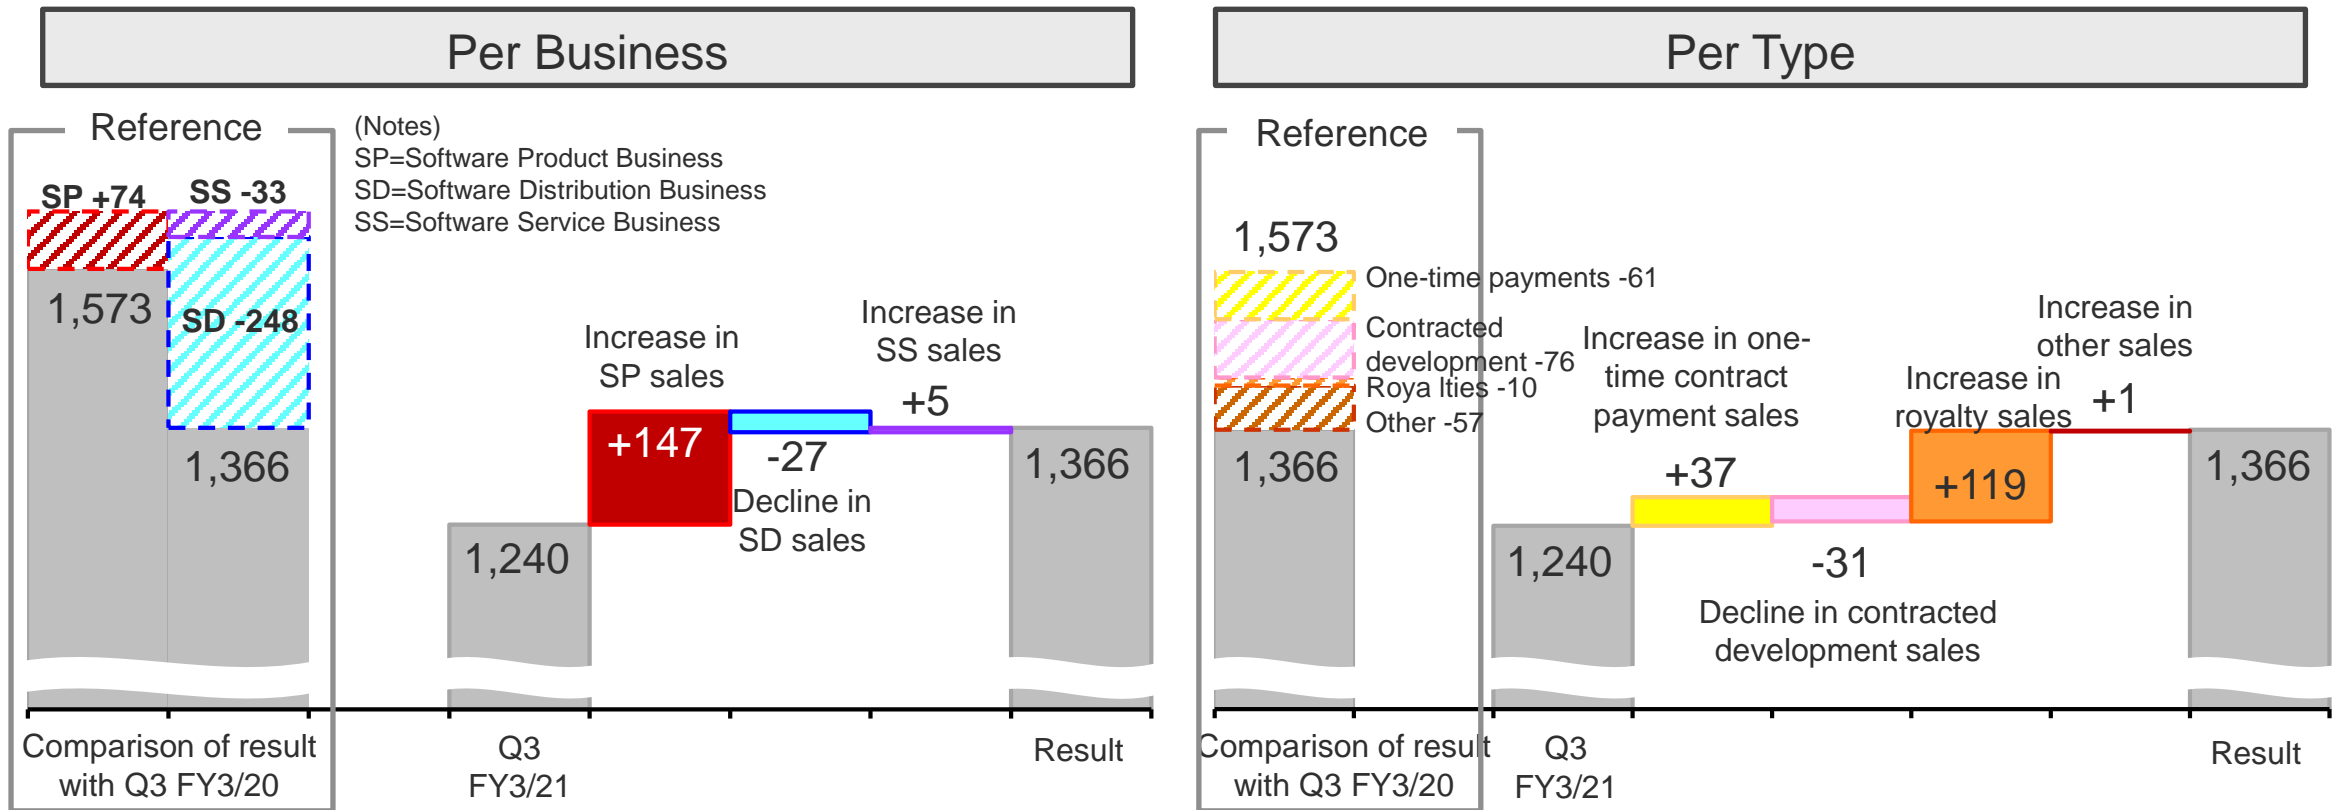 Per Business
Reference
(Notes)
SP=Software Product Business
SD=Software Distribution Business
SS=Software Service Business
SP +74
SS -33
1,573
SD -248
1,366
Increase in
SP sales
+147
-27
Decline in
SD sales
Increase in
SS sales
+5
1,240
1,366
Comparison of result
with Q3 FY3/20
Q3
FY3/21
Result
Per Type
Reference
1,573
One-time payments -61
Contracted
development -76
Roya lties -10
Other -57
1,366
Increase in one-
time contract
payment sales
+37
-31
Decline in contracted
development sales
Increase in
royalty sales
+119
Increase in
other sales
+1
1,240
1,366
Comparison of result
with Q3 FY3/20
Q3
FY3/21
Result